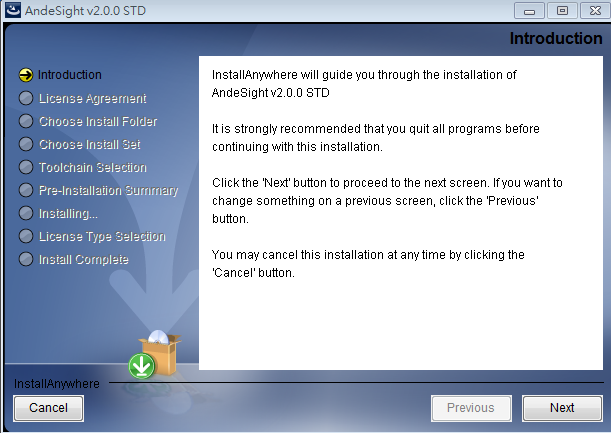 AndeSight v2.0.0 STD
Introduction
Introduction
License Agreement
Choose Install Folder
Choose Install Set
Toolchain Selection
Pre-Installation Summary
Installing...
License Type Selection
Install Complete
InstallAnywhere will guide you through the installation of
AndeSight v2.0.0 STD
It is strongly recommended that you quit all programs before
continuing with this installation.
Click the 'Next' button to proceed to the next screen. If you want to
change something on a previous screen, click the 'Previous'
button.
You may cancel this installation at any time by clicking the
'Cancel' button.
InstallAnywhere
Cancel
Previous
Next